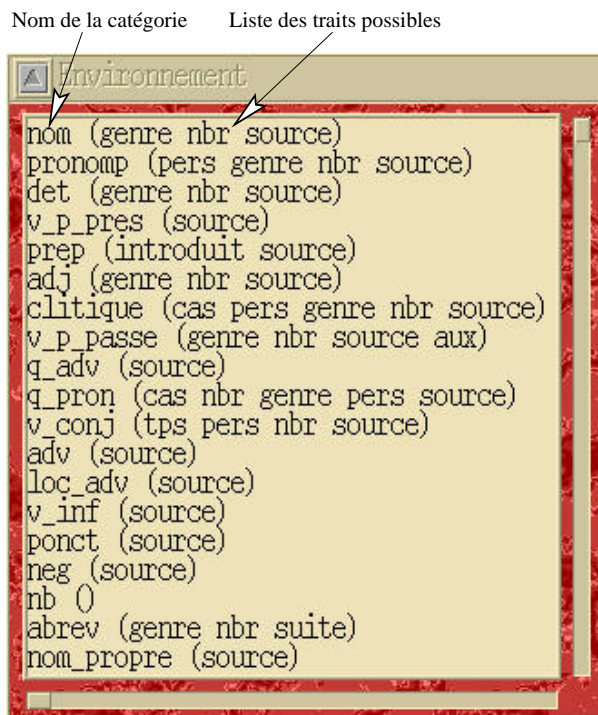 Nom de la catégorie Liste des traits possibles
Environnement
nom (genre nbr source)
pronomp (pers genre nbr source)
det (genre nbr source)
v_p_pres (source)
prep (introduit source)
adj (genre nbr source)
clitique (cas pers genre nbr source)
v_p_passe (genre nbr source aux)
q_adv (source)
q_pron (cas nbr genre pers source)
v_conj (tps pers nbr source)
adv (source)
loc_adv (source)
v_inf (source)
ponct (source)
neg (source)
nb ()
abrev (genre nbr suite)
nom_propre (source)